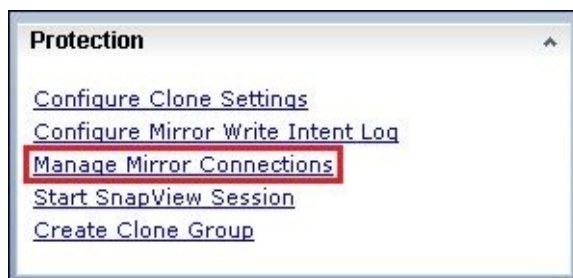 Protection
Configure Clone Settings
Configure Mirror Write Intent Log
Manage Mirror Connections
Start SnapView Session
Create Clone Group